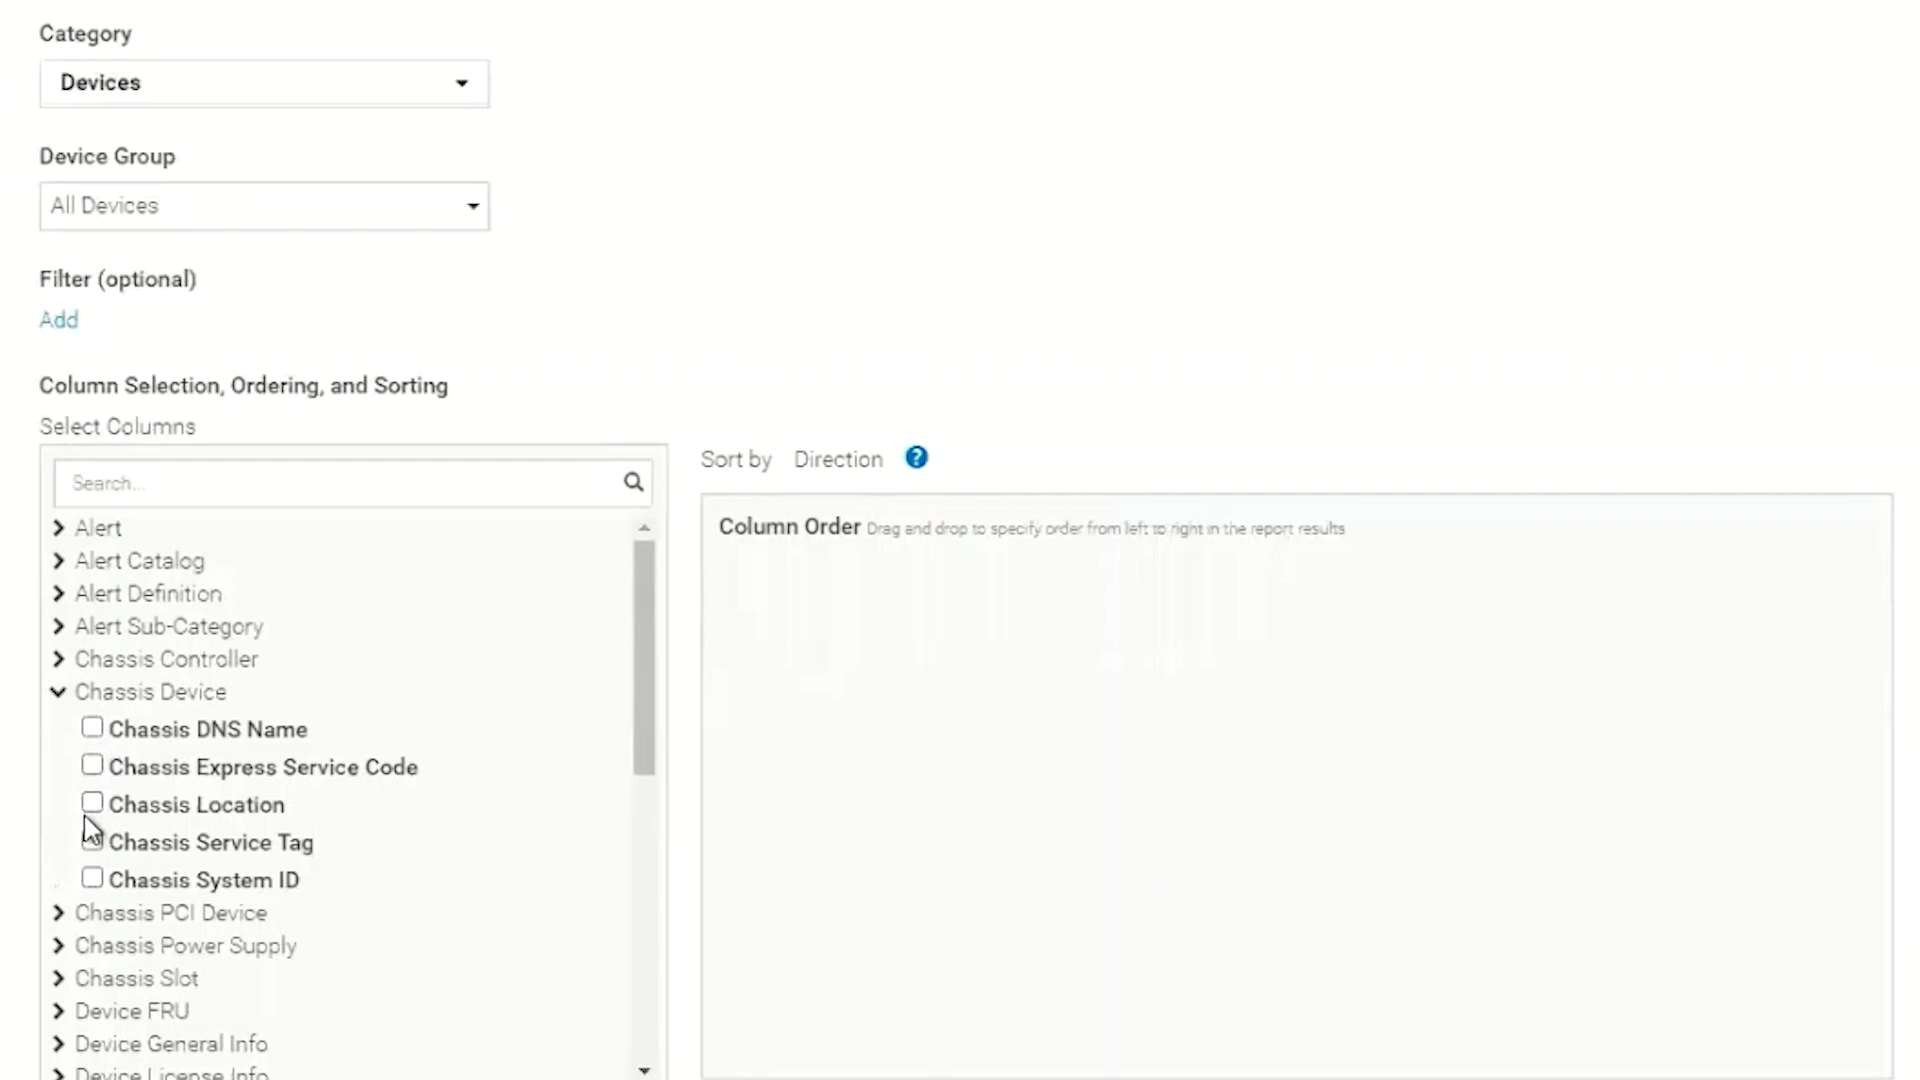 Category
Devices
Device Group
All Devices
Filter (optional)
Add
Column Selection, Ordering, and Sorting
Select Columns
Search...
Alert
Alert Catalog
Alert Definition
Alert Sub-Category
Chassis Controller
Chassis Device
Chassis DNS Name
Chassis Express Service Code
Chassis Location
Chassis Service Tag
Chassis System ID
Chassis PCI Device
Chassis Power Supply
Chassis Slot
Device FRU
Device General Info
Device License Info
Sort by Direction ?
Column Order Drag and drop to specify order from left to right in the report results